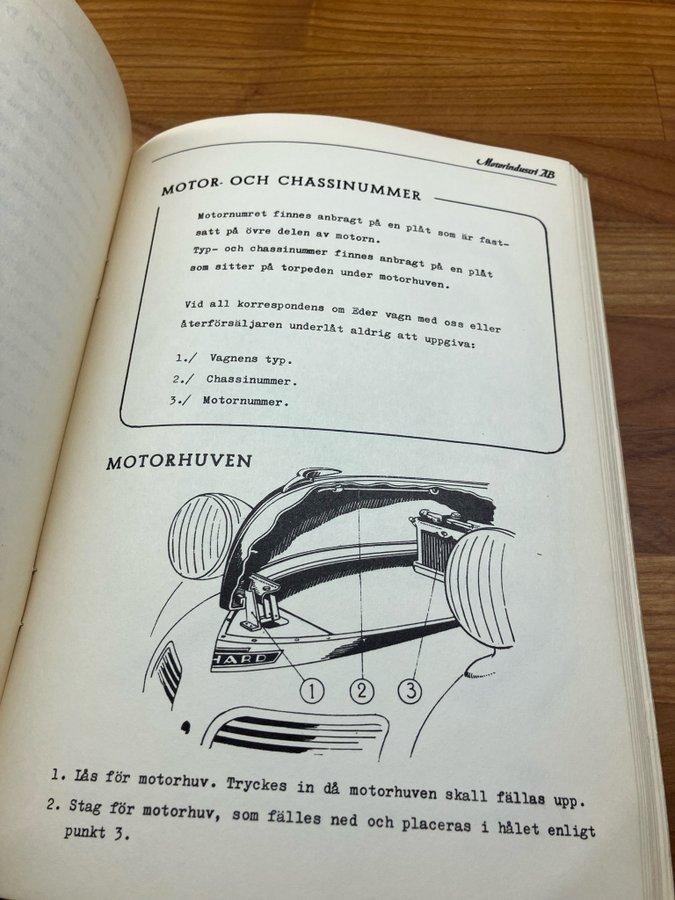 Motorindustri AB
MOTOR- OCH CHASSINUMMER
Motornumret finnes anbragt på en plåt som är fast-
satt på övre delen av motorn.
Typ- och chassinummer finnes anbragt på en plåt
som sitter på torpeden under motorhuven.
Vid all korrespondens om Eder vagn med oss eller
återförsäljaren underlåt aldrig att uppgiva:
1./ Vagnens typ.
2./ Chassinummer.
3./ Motornummer.
MOTORHUVEN
HARD
1 2 3
1. Lås för motorhuv. Tryckes in då motorhuven skall fällas upp.
2. Stag för motorhuv, som fälles ned och placeras i hålet enligt
punkt 3.